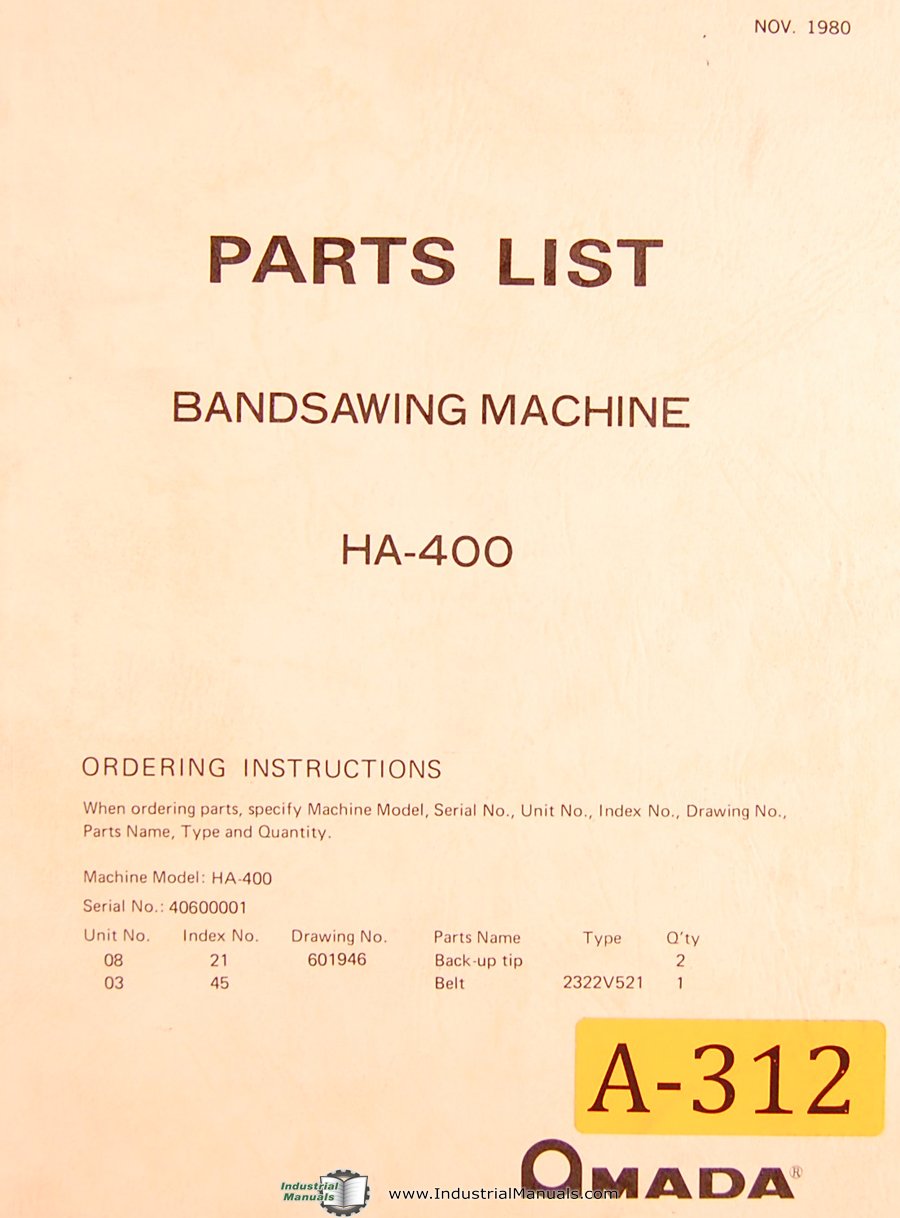 NOV. 1980
PARTS LIST
BANDSAWING MACHINE
HA-400
ORDERING INSTRUCTIONS
When ordering parts, specify Machine Model, Serial No., Unit No., Index No., Drawing No.,
Parts Name, Type and Quantity.
Machine Model: HA-400
Serial No.: 40600001
Unit No. Index No. Drawing No. Parts Name Type Q'ty
08 21 601946 Back-up tip 2
03 45 Belt 2322V521 1
A-312
AMADA®
Industrial
Manuals
www.IndustrialManuals.com